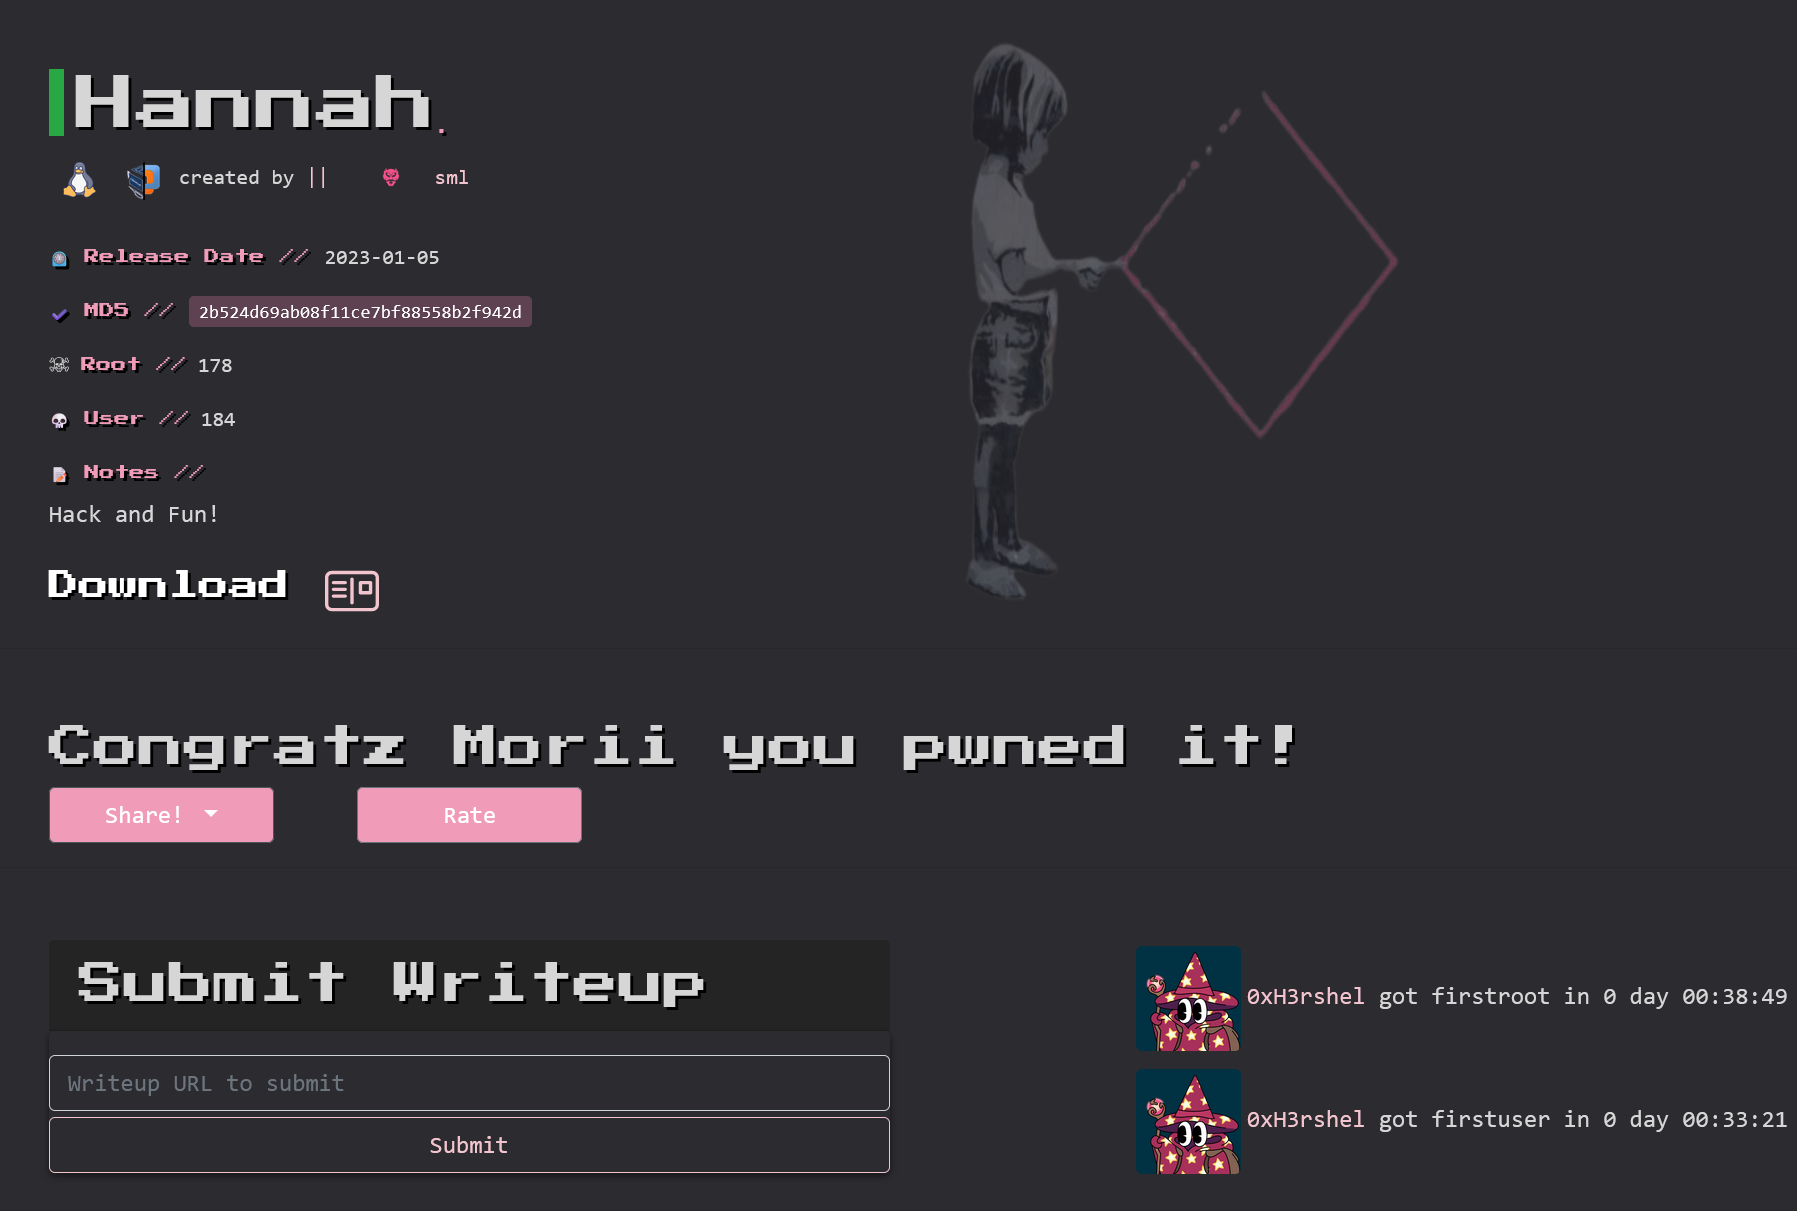 Hannah.
created by || sml
Release Date // 2023-01-05
MD5 // 2b524d69ab08f11ce7bf88558b2f942d
Root // 178
User // 184
Notes //
Hack and Fun!
Download
Congratz Morii you pwned it!
Share! Rate
Submit Writeup
Writeup URL to submit
Submit
0xH3rshel got firstroot in 0 day 00:38:49
0xH3rshel got firstuser in 0 day 00:33:21